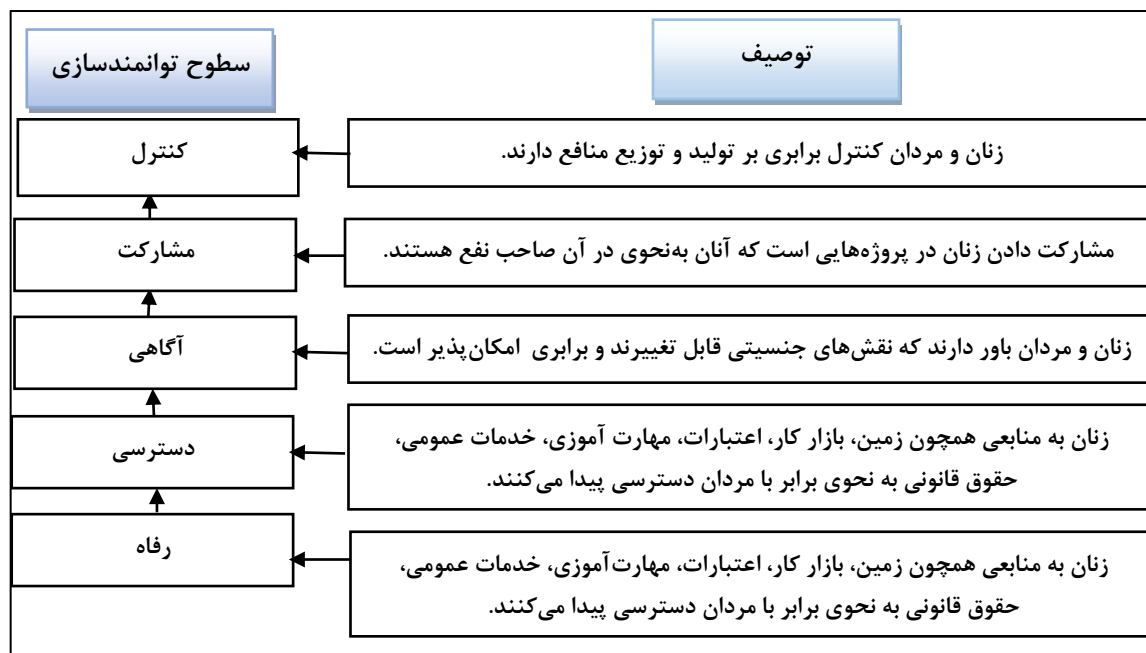 سطوح توانمندسازی
توصیف
کنترل
زنان و مردان کنترل برابری بر تولید و توزیع منافع دارند.
مشارکت
مشارکت دادن زنان در پروژه‌هایی است که آنان به‌نحوی در آن صاحب نفع هستند.
آگاهی
زنان و مردان باور دارند که نقش‌های جنسیتی قابل تغییرند و برابری امکان‌پذیر است.
دسترسی
زنان به منابعی همچون زمین، بازار کار، اعتبارات، مهارت آموزی، خدمات عمومی،
حقوق قانونی به نحوی برابر با مردان دسترسی پیدا می‌کنند.
رفاه
زنان به منابعی همچون زمین، بازار کار، اعتبارات، مهارت‌آموزی، خدمات عمومی،
حقوق قانونی به نحوی برابر با مردان دسترسی پیدا می‌کنند.